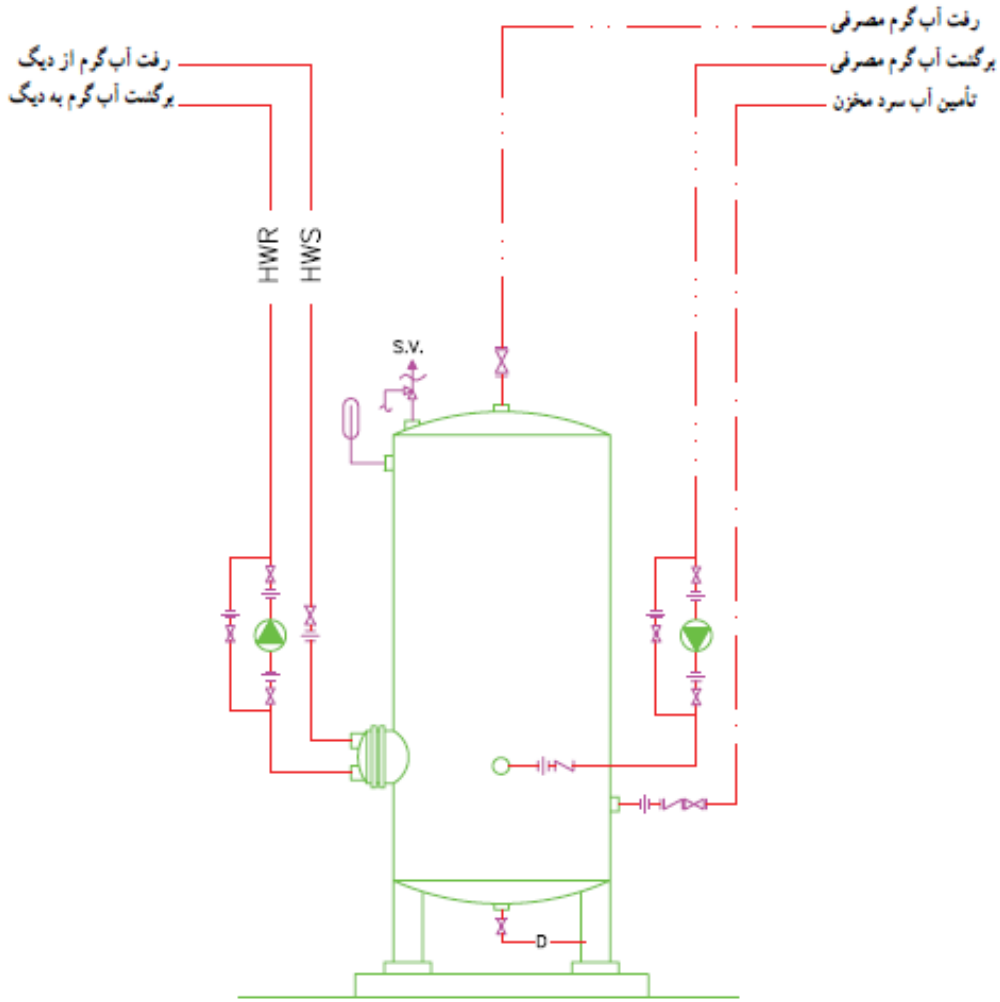 رفت آب گرم مصرفی
برگشت آب گرم مصرفی
تأمین آب سرد مخزن
رفت آب گرم از دیگ
برگشت آب گرم به دیگ
HWR
HWS
S.V.
D